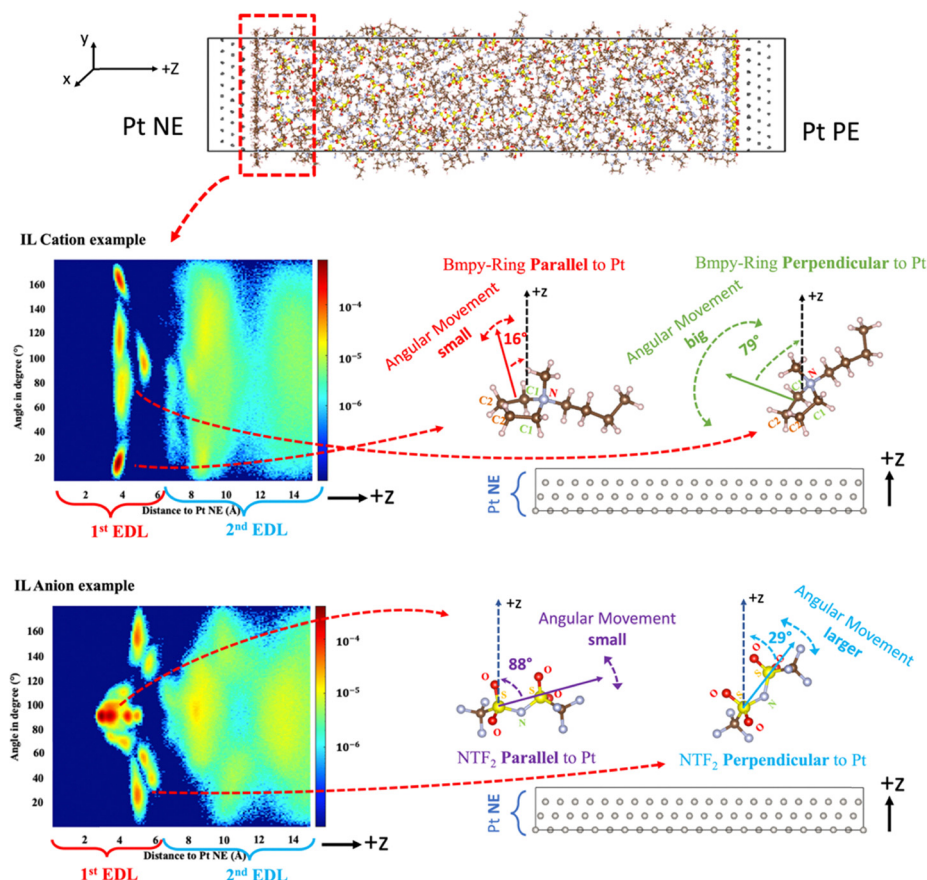 y
x
+Z
Pt NE
Pt PE
IL Cation example
Bmpy-Ring Parallel to Pt
Bmpy-Ring Perpendicular to Pt
+z
+z
Angular Movement
small
16°
Angular Movement
big
79°
N
C1
C2
C2
C1
N
C1
C2
C1
Angle in degree (°)
160
140
120
100
80
60
40
20
10⁻⁴
10⁻⁵
10⁻⁶
2
4
6
8
10
12
14
Distance to Pt NE (Å)
+z
1st EDL
2nd EDL
Pt NE
+z
IL Anion example
+z
+z
Angular Movement
small
88°
Angular Movement
larger
29°
O
S
S
O
O
O
N
O
S
S
O
O
N
O
NTF2 Parallel to Pt
NTF2 Perpendicular to Pt
Angle in degree (°)
160
140
120
100
80
60
40
20
10⁻⁴
10⁻⁵
10⁻⁶
2
4
6
8
10
12
14
Distance to Pt NE (Å)
+z
1st EDL
2nd EDL
Pt NE
+z